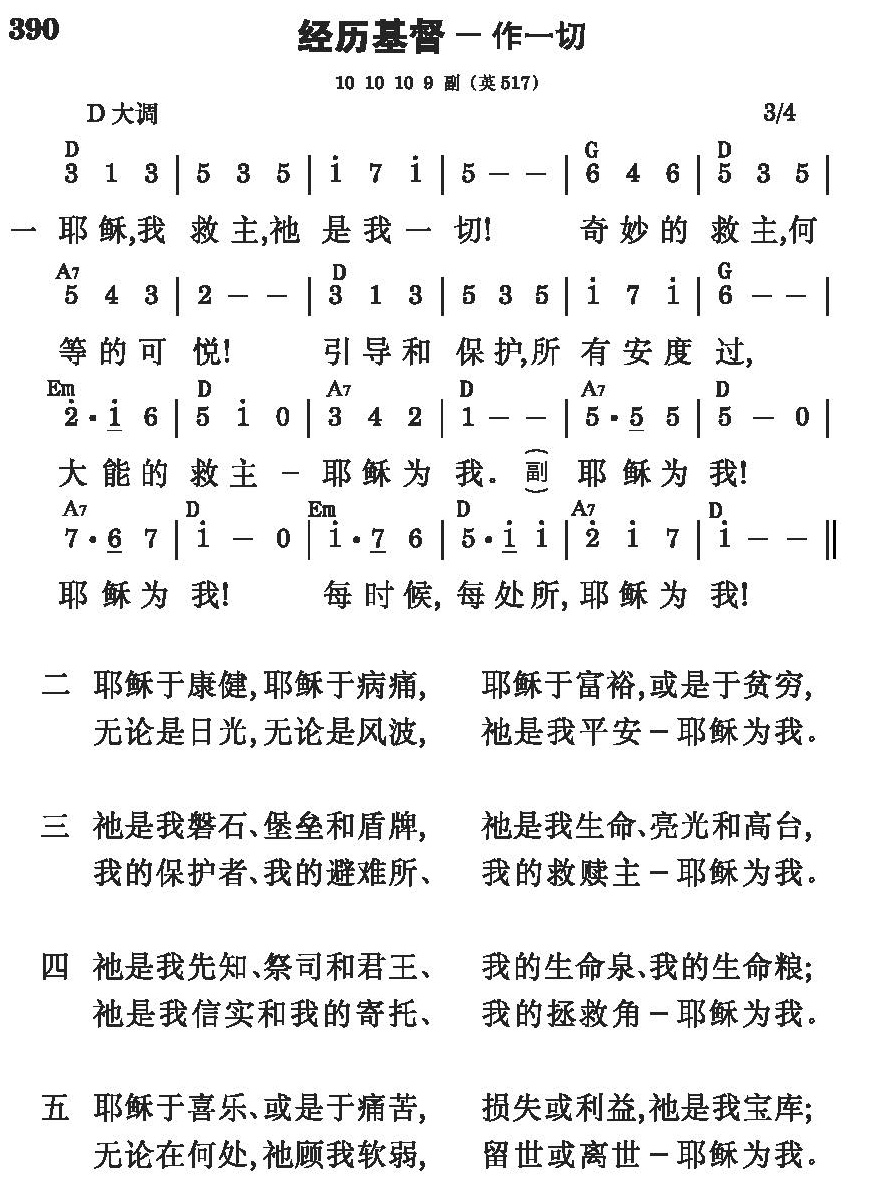 390
经历基督－作一切
10 10 10 9 副（英517）
D 大调 3/4
D G D
3 1 3 | 5 3 5 | i̇ 7 i̇ | 5 － － | 6 4 6 | 5 3 5 |
一 耶稣,我 救主,祂 是我一 切! 奇妙的 救主,何
A7 D G
5 4 3 | 2 － － | 3 1 3 | 5 3 5 | i̇ 7 i̇ | 6 － － |
等的可 悦! 引导和 保护,所 有安度 过,
Em D A7 D A7 D
2̇ · i̲̇ 6 | 5 i̇ 0 | 3 4 2 | 1 － － | 5 · 5̲ 5 | 5 － 0 |
大能的 救主 － 耶稣为 我。（副） 耶稣为 我!
A7 D Em D A7 D
7 · 6̲ 7 | i̇ － 0 | i̇ · 7̲ 6 | 5 · i̲̇ i̇ | 2̇ i̇ 7 | i̇ － － ‖
耶稣为 我! 每时候, 每处所, 耶稣为 我!
二 耶稣于康健,耶稣于病痛, 耶稣于富裕,或是于贫穷,
无论是日光,无论是风波, 祂是我平安－耶稣为我。
三 祂是我磐石、堡垒和盾牌, 祂是我生命、亮光和高台,
我的保护者、我的避难所、 我的救赎主－耶稣为我。
四 祂是我先知、祭司和君王、 我的生命泉、我的生命粮;
祂是我信实和我的寄托、 我的拯救角－耶稣为我。
五 耶稣于喜乐、或是于痛苦, 损失或利益,祂是我宝库;
无论在何处,祂顾我软弱, 留世或离世－耶稣为我。